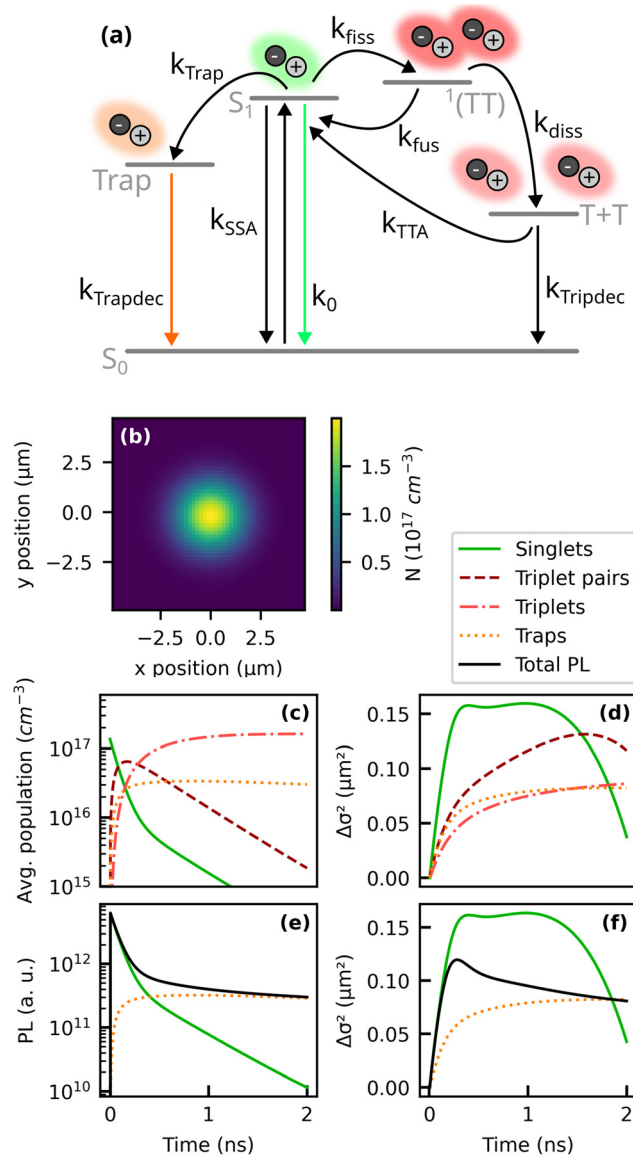 (a)
k_fiss
k_Trap
S_1
^1(TT)
k_fus
k_diss
Trap
T+T
k_SSA
k_TTA
k_Trapdec
k_0
k_Tripdec
S_0
(b)
y position (μm)
2.5
0.0
−2.5
−2.5 0.0 2.5
x position (μm)
1.5
1.0
0.5
N (10^17 cm^−3)
Singlets
Triplet pairs
Triplets
Traps
Total PL
(c)
Avg. population (cm^−3)
10^17
10^16
10^15
(d)
Δσ² (μm²)
0.15
0.10
0.05
0.00
(e)
PL (a. u.)
10^12
10^11
10^10
0 1 2
Time (ns)
(f)
Δσ² (μm²)
0.15
0.10
0.05
0.00
0 1 2
Time (ns)